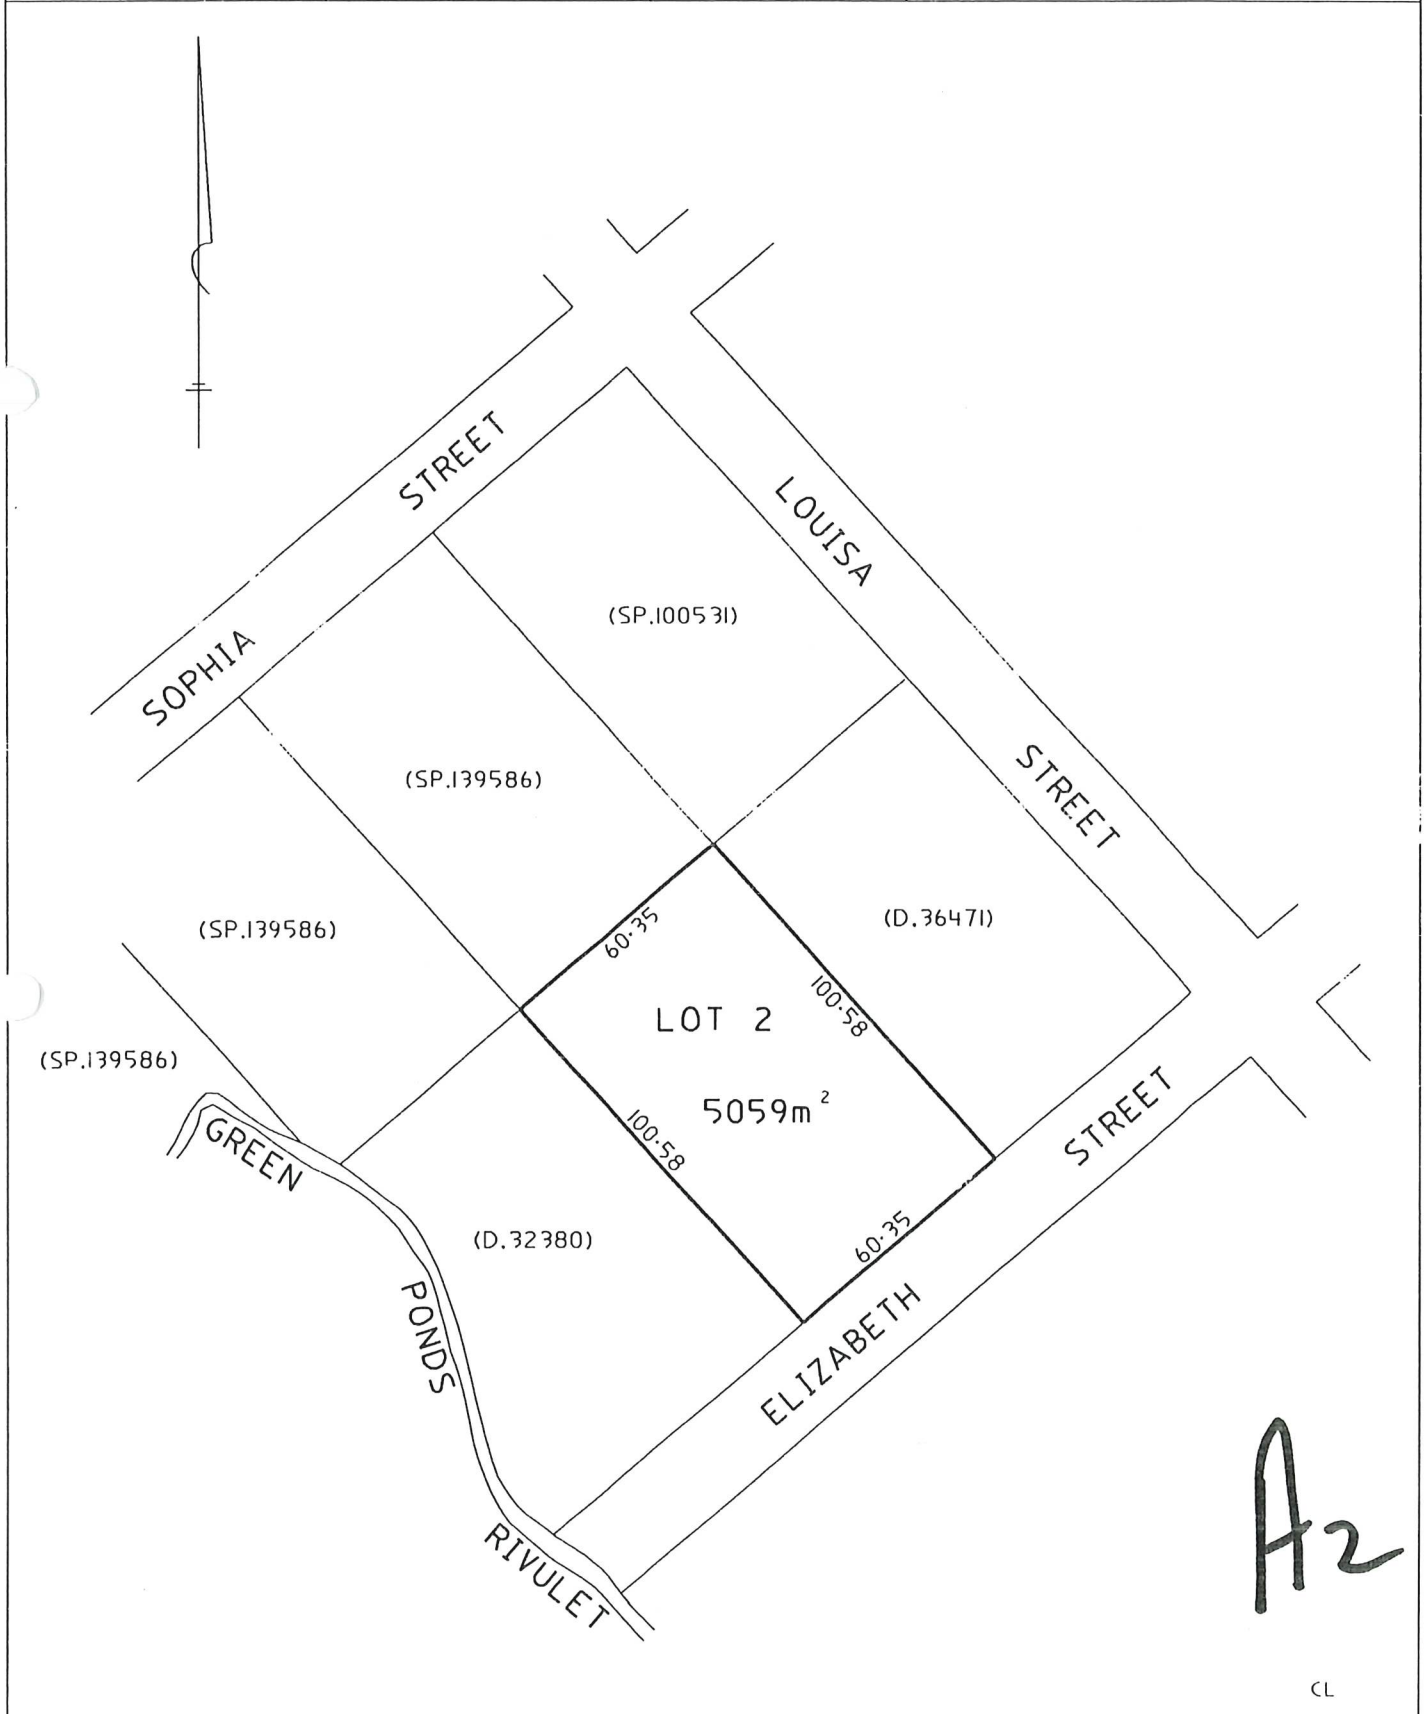 SOPHIA STREET
LOUISA STREET
(SP.100531)
(SP.139586)
(SP.139586)
(D.36471)
60·35
100·58
LOT 2
(SP.139586)
5059m²
100·58
GREEN PONDS RIVULET
(D.32380)
60·35
ELIZABETH STREET
A2
CL